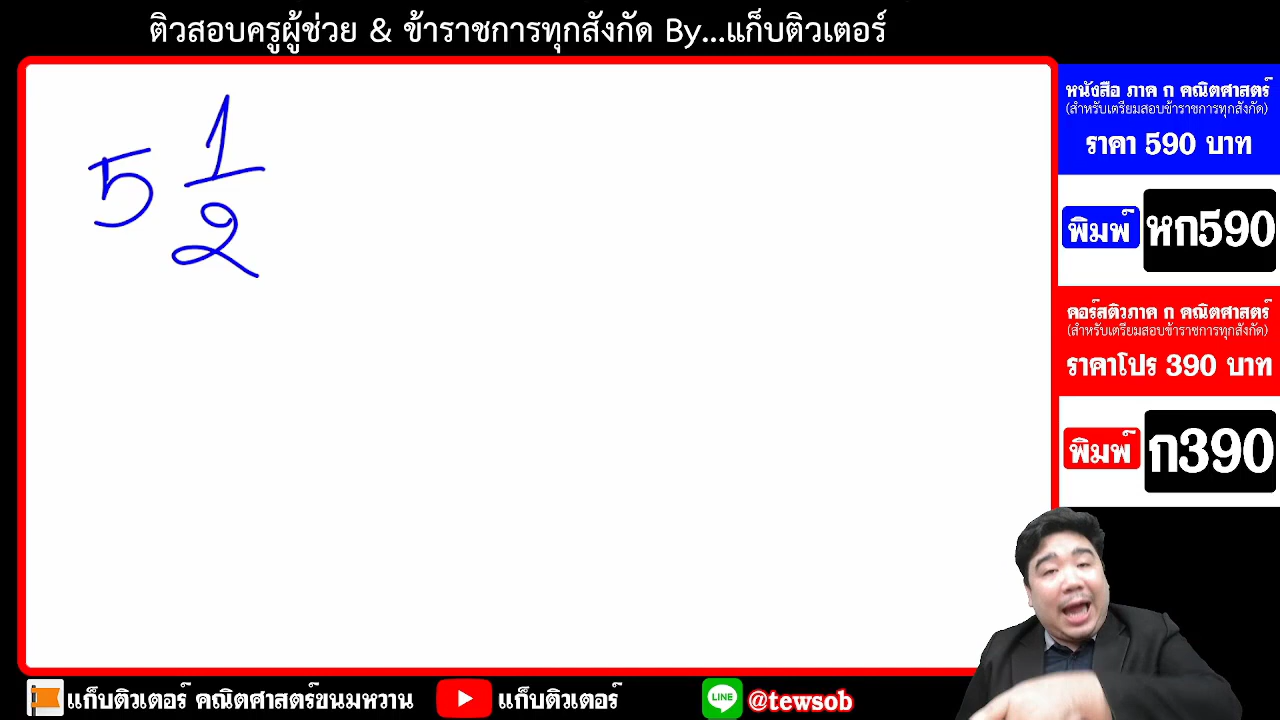 ติวสอบครูผู้ช่วย & ข้าราชการทุกสังกัด By...แก็บติวเตอร์
5 1/2
หนังสือ ภาค ก คณิตศาสตร์
(สำหรับเตรียมสอบข้าราชการทุกสังกัด)
ราคา 590 บาท
พิมพ์ หก590
คอร์สติวภาค ก คณิตศาสตร์
(สำหรับเตรียมสอบข้าราชการทุกสังกัด)
ราคาโปร 390 บาท
พิมพ์ ก390
แก็บติวเตอร์ คณิตศาสตร์ขนมหวาน
แก็บติวเตอร์
LINE @tewsob